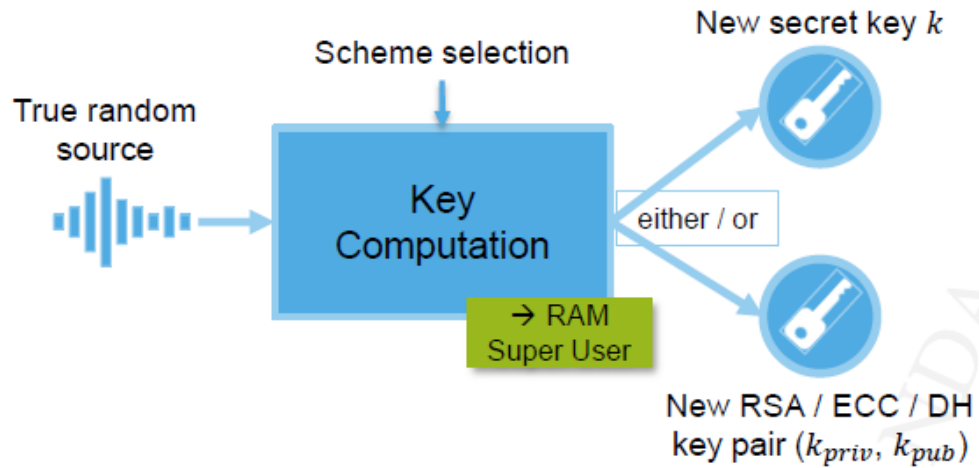 New secret key k
Scheme selection
True random
source
Key
Computation
either / or
→ RAM
Super User
New RSA / ECC / DH
key pair (k_priv, k_pub)
NDA